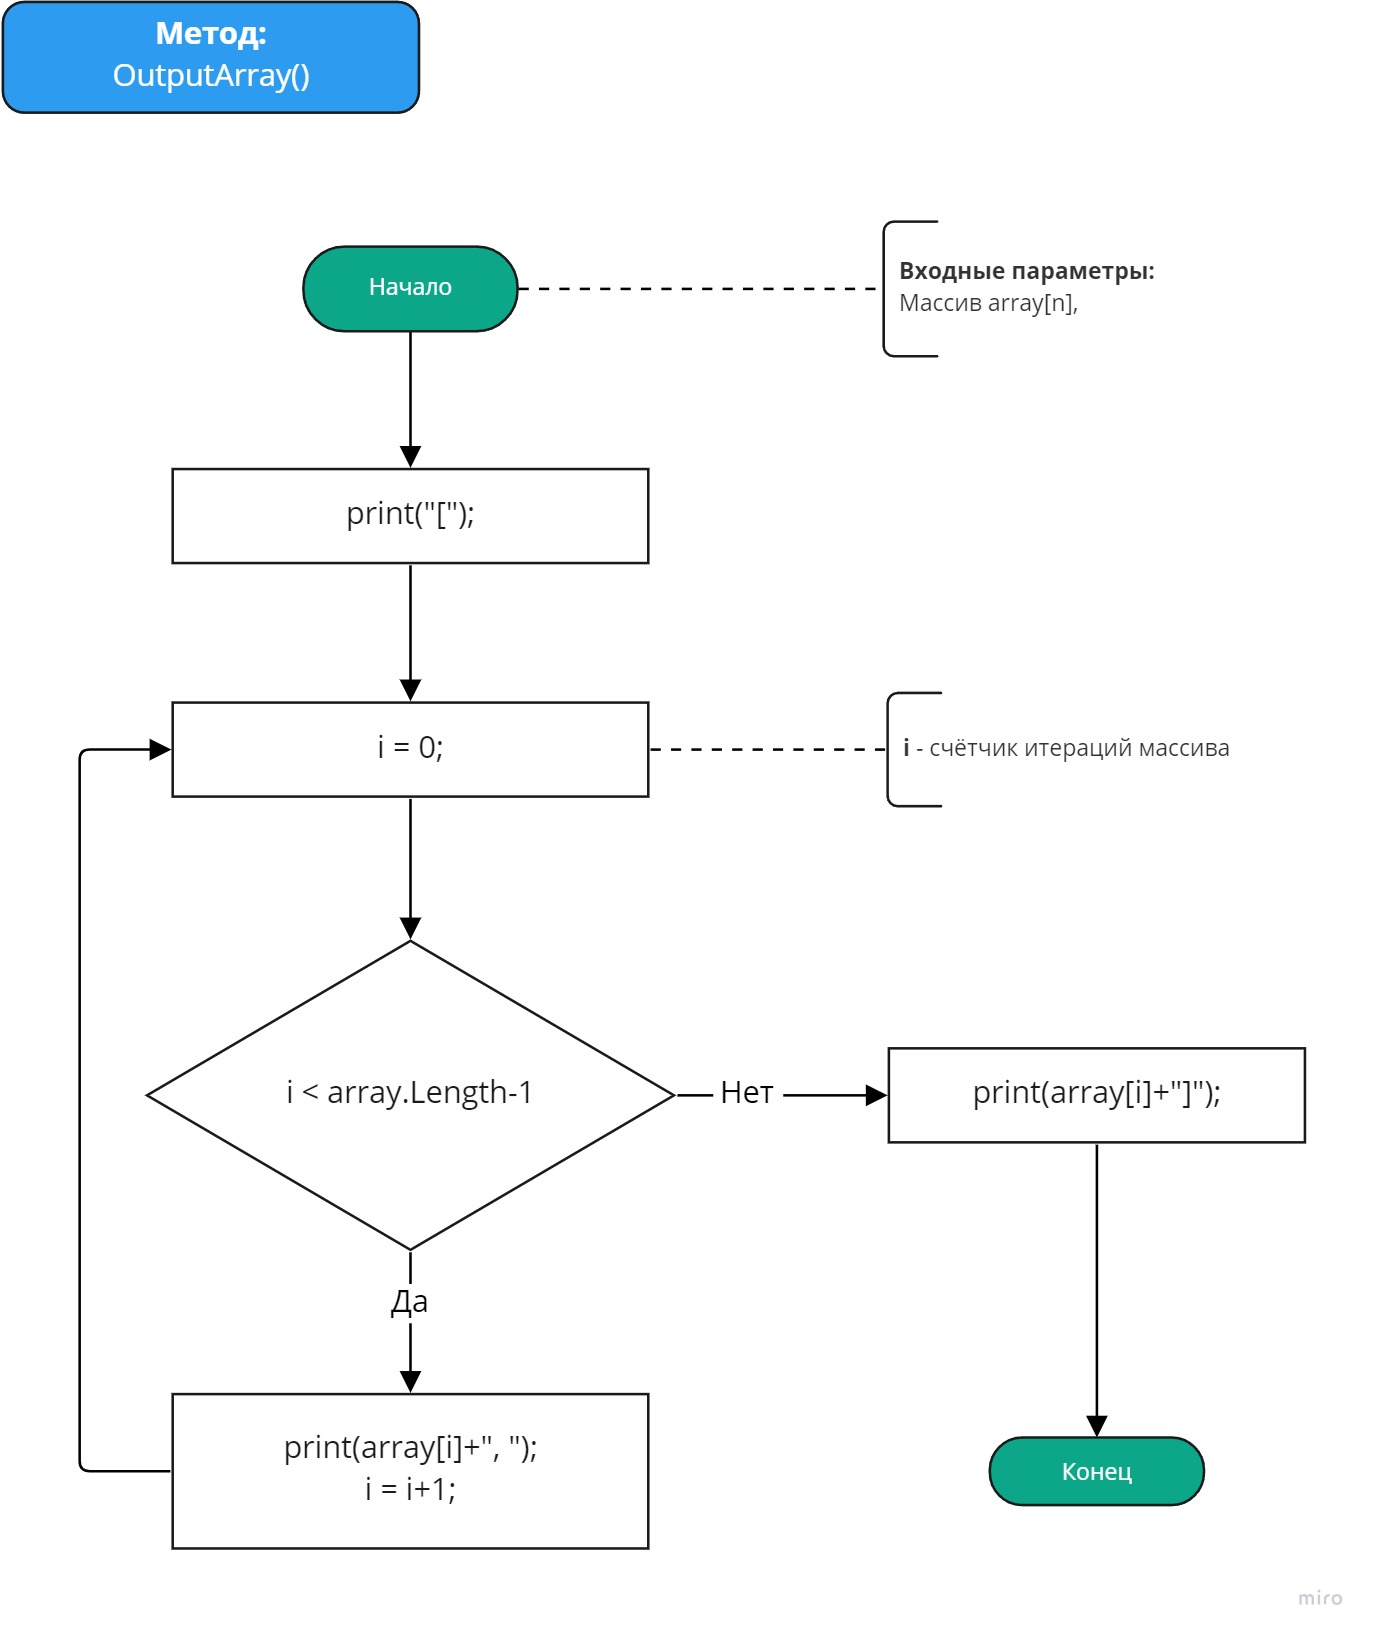 Метод:
OutputArray()
Начало
Входные параметры:
Массив array[n],
print("[");
i = 0;
i - счётчик итераций массива
i < array.Length-1
Нет
print(array[i]+"]");
Да
print(array[i]+", ");
i = i+1;
Конец
miro